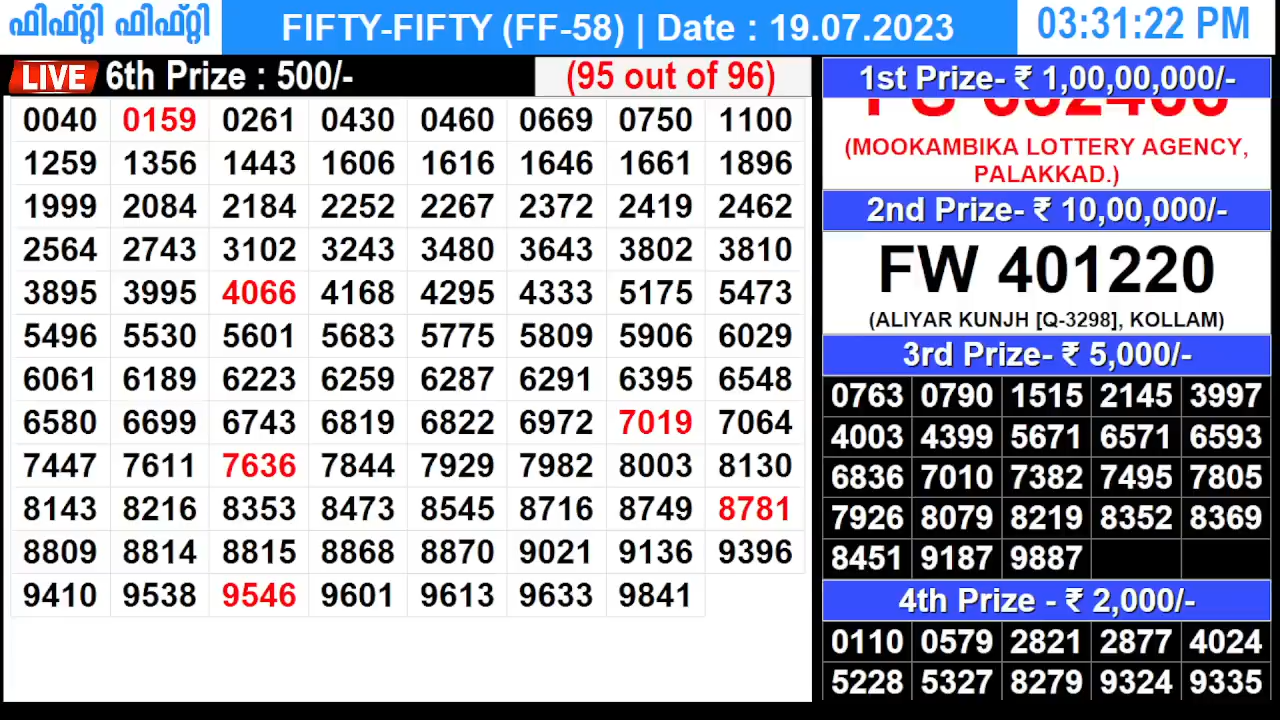 ഫിഫ്റ്റി ഫിഫ്റ്റി
FIFTY-FIFTY (FF-58) | Date : 19.07.2023
03:31:22 PM
LIVE 6th Prize : 500/- (95 out of 96)
0040 0159 0261 0430 0460 0669 0750 1100
1259 1356 1443 1606 1616 1646 1661 1896
1999 2084 2184 2252 2267 2372 2419 2462
2564 2743 3102 3243 3480 3643 3802 3810
3895 3995 4066 4168 4295 4333 5175 5473
5496 5530 5601 5683 5775 5809 5906 6029
6061 6189 6223 6259 6287 6291 6395 6548
6580 6699 6743 6819 6822 6972 7019 7064
7447 7611 7636 7844 7929 7982 8003 8130
8143 8216 8353 8473 8545 8716 8749 8781
8809 8814 8815 8868 8870 9021 9136 9396
9410 9538 9546 9601 9613 9633 9841
1st Prize- ₹ 1,00,00,000/-
(MOOKAMBIKA LOTTERY AGENCY,
PALAKKAD.)
2nd Prize- ₹ 10,00,000/-
FW 401220
(ALIYAR KUNJH [Q-3298], KOLLAM)
3rd Prize- ₹ 5,000/-
0763 0790 1515 2145 3997
4003 4399 5671 6571 6593
6836 7010 7382 7495 7805
7926 8079 8219 8352 8369
8451 9187 9887
4th Prize - ₹ 2,000/-
0110 0579 2821 2877 4024
5228 5327 8279 9324 9335